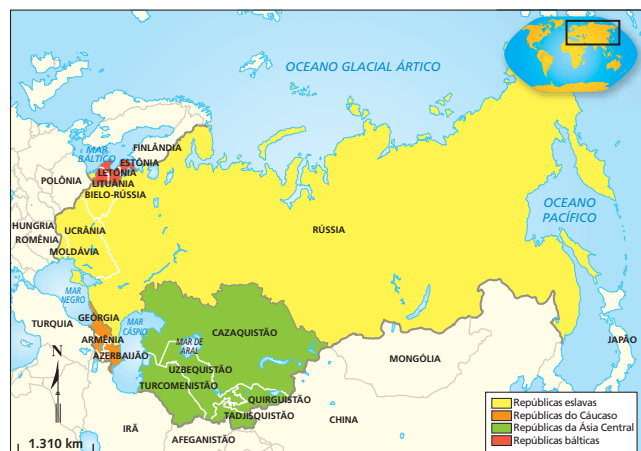 OCEANO GLACIAL ÁRTICO
FINLÂNDIA
MAR
BÁLTICO
ESTÔNIA
LETÔNIA
LITUÂNIA
POLÔNIA
BIELO-RÚSSIA
HUNGRIA
ROMÊNIA
UCRÂNIA
MOLDÁVIA
RÚSSIA
OCEANO
PACÍFICO
MAR
NEGRO
GEÓRGIA
TURQUIA
ARMÊNIA
AZERBAIJÃO
MAR
CÁSPIO
MAR DE
ARAL
CAZAQUISTÃO
UZBEQUISTÃO
TURCOMENISTÃO
QUIRGUISTÃO
TADJIQUISTÃO
MONGÓLIA
JAPÃO
CHINA
IRÃ
AFEGANISTÃO
N
1.310 km
Repúblicas eslavas
Repúblicas do Cáucaso
Repúblicas da Ásia Central
Repúblicas bálticas